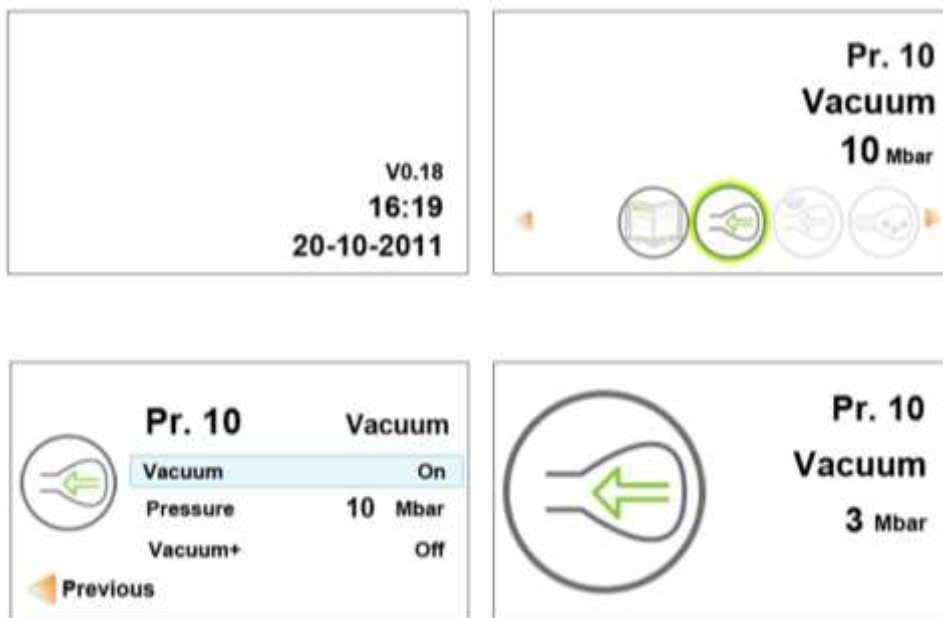 V0.18
16:19
20-10-2011
Pr. 10
Vacuum
10 Mbar
Pr. 10 Vacuum
Vacuum On
Pressure 10 Mbar
Vacuum+ Off
Previous
Pr. 10
Vacuum
3 Mbar